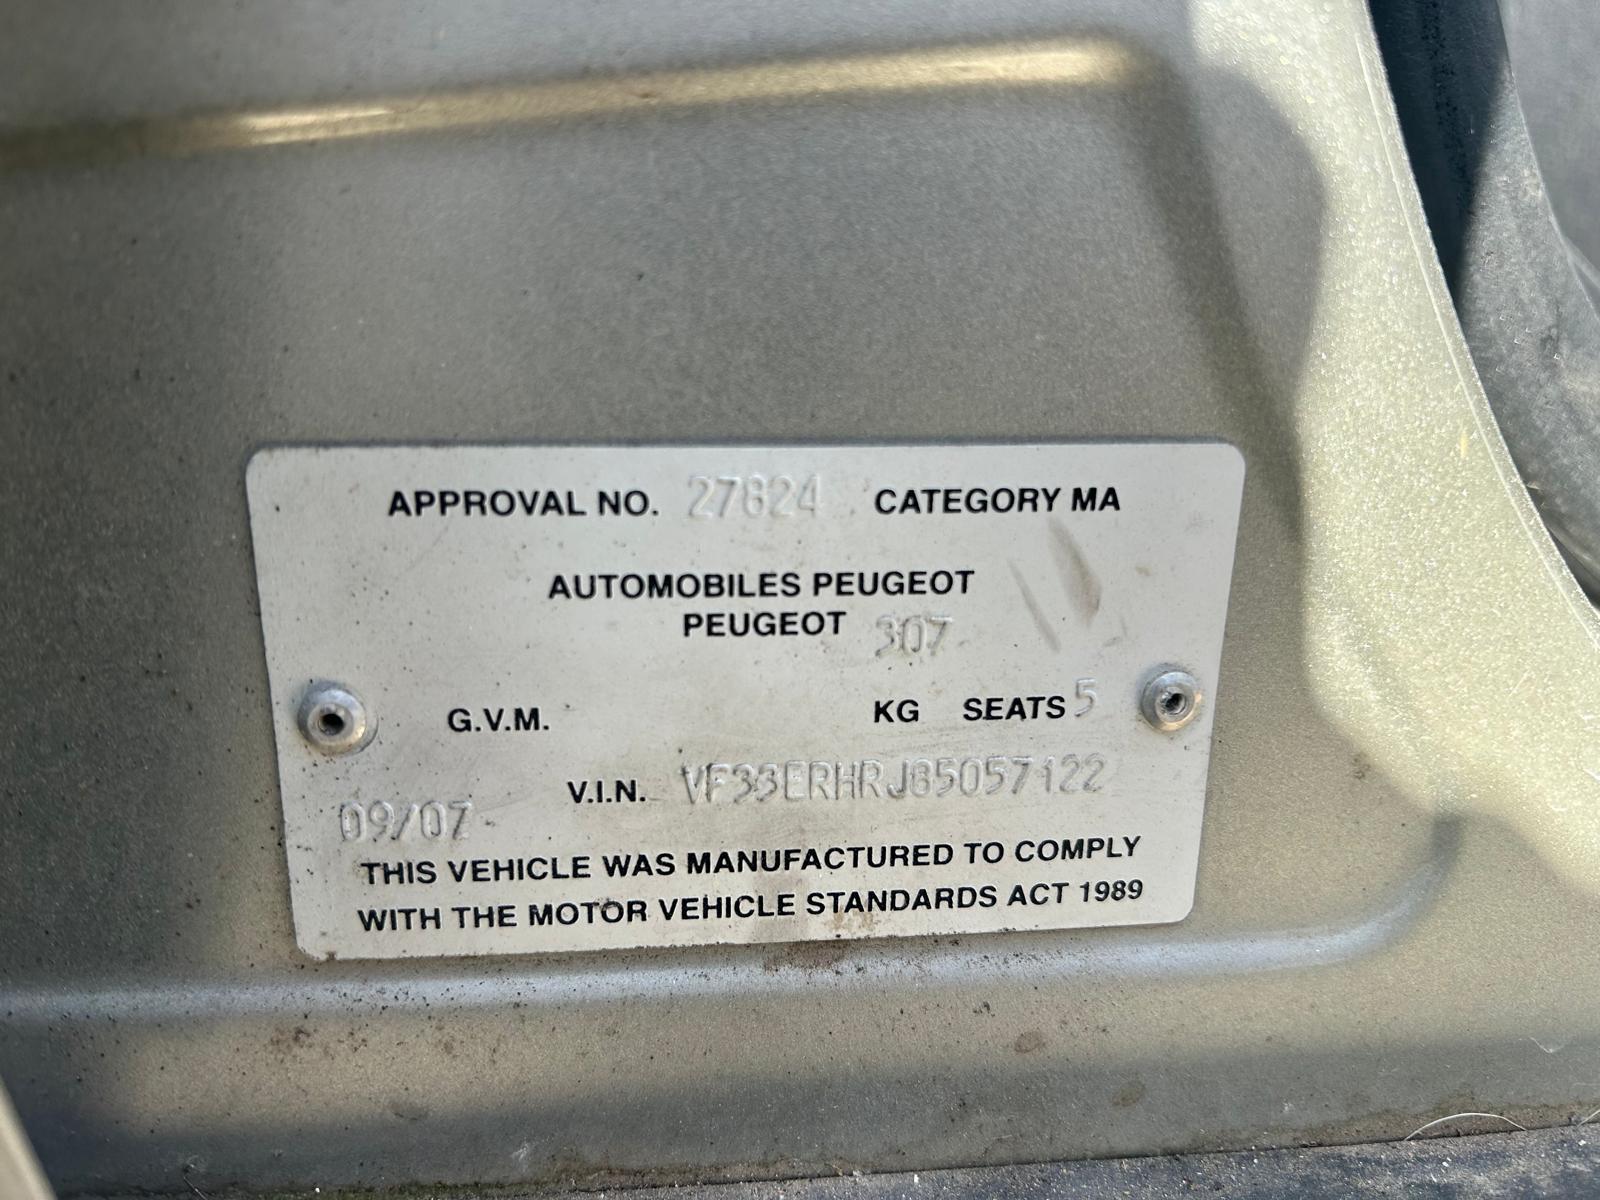 APPROVAL NO. 27824 CATEGORY MA
AUTOMOBILES PEUGEOT
PEUGEOT 307
G.V.M. KG SEATS 5
V.I.N. VF33ERHRJ85057122
09/07
THIS VEHICLE WAS MANUFACTURED TO COMPLY
WITH THE MOTOR VEHICLE STANDARDS ACT 1989